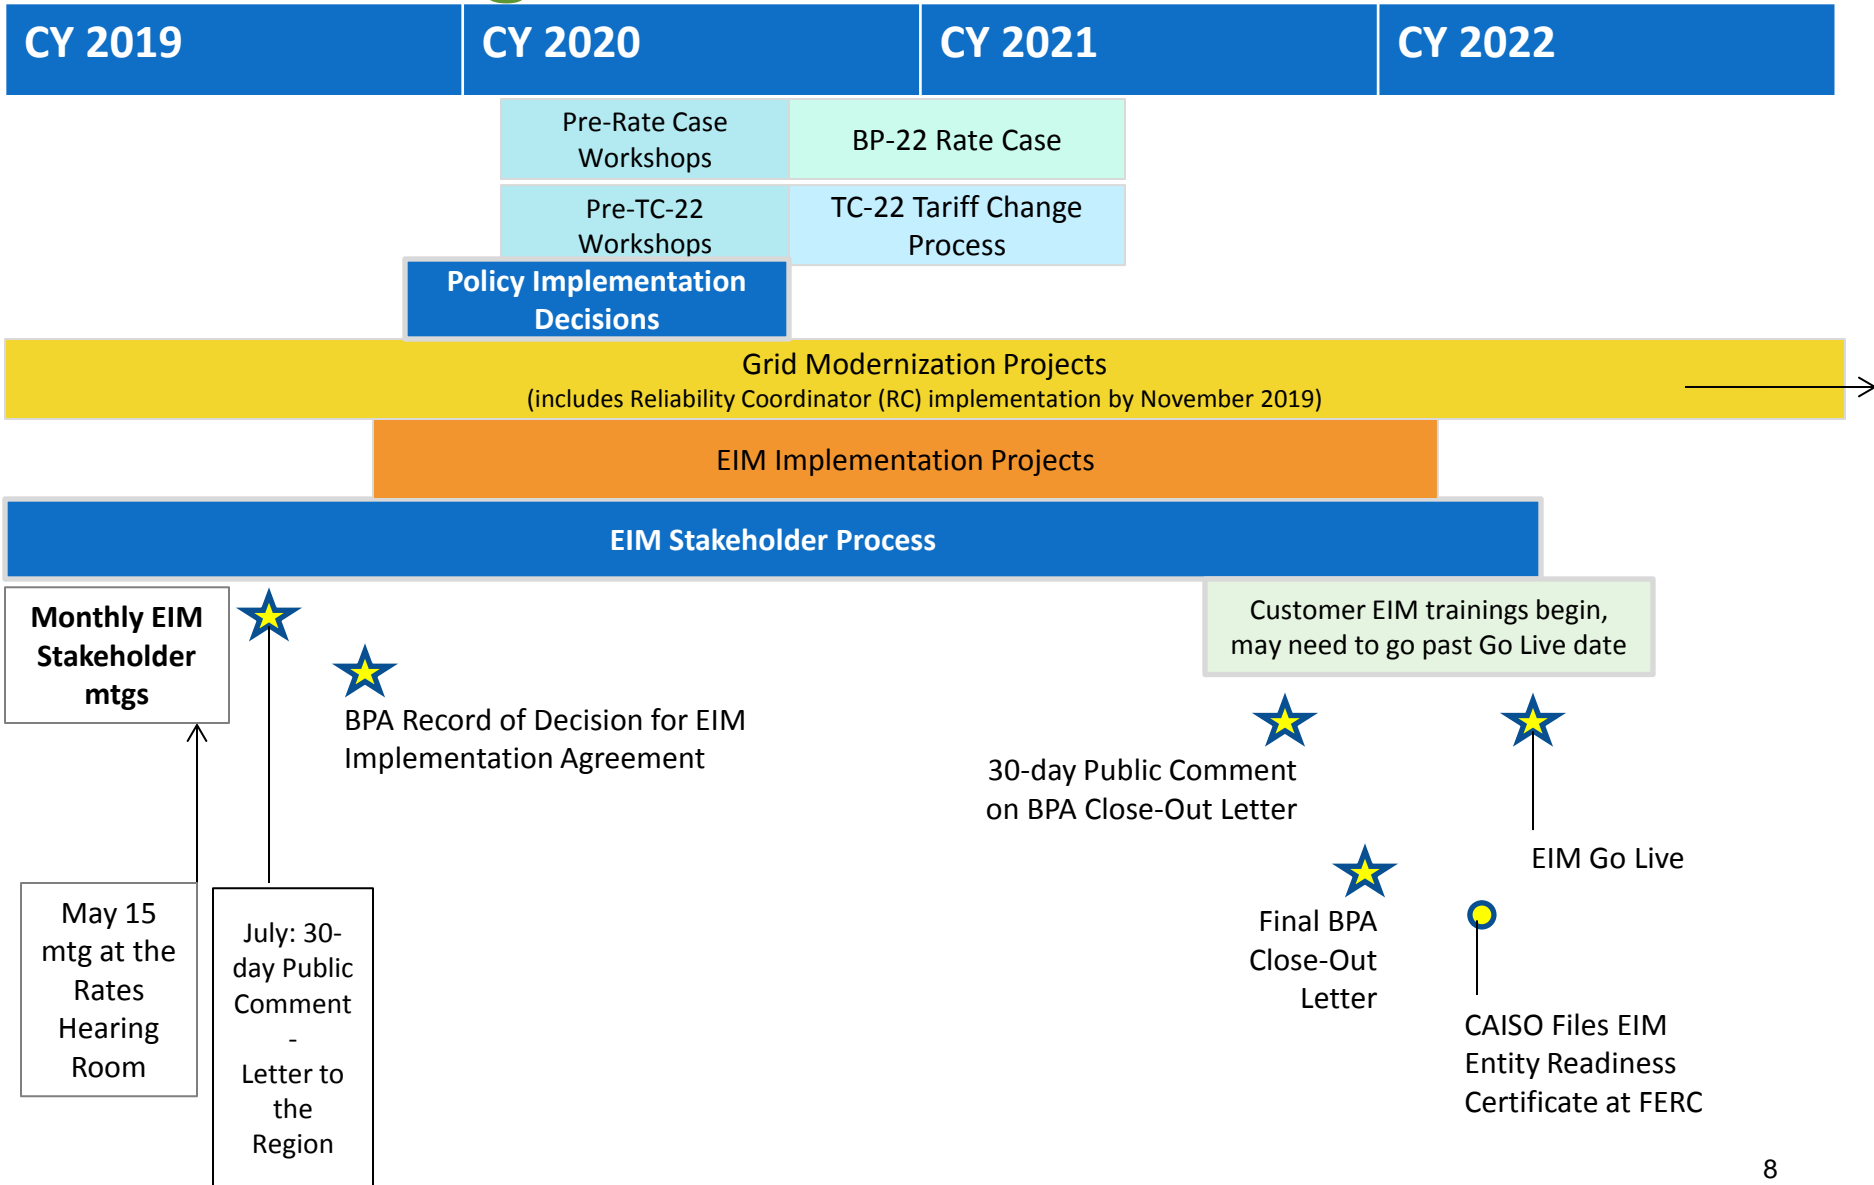 CY 2019
CY 2020
CY 2021
CY 2022
Pre-Rate Case
Workshops
BP-22 Rate Case
Pre-TC-22
Workshops
TC-22 Tariff Change
Process
Policy Implementation
Decisions
Grid Modernization Projects
(includes Reliability Coordinator (RC) implementation by November 2019)
EIM Implementation Projects
EIM Stakeholder Process
Monthly EIM
Stakeholder
mtgs
Customer EIM trainings begin,
may need to go past Go Live date
BPA Record of Decision for EIM
Implementation Agreement
30-day Public Comment
on BPA Close-Out Letter
EIM Go Live
May 15
mtg at the
Rates
Hearing
Room
July: 30-
day Public
Comment
-
Letter to
the
Region
Final BPA
Close-Out
Letter
CAISO Files EIM
Entity Readiness
Certificate at FERC
8